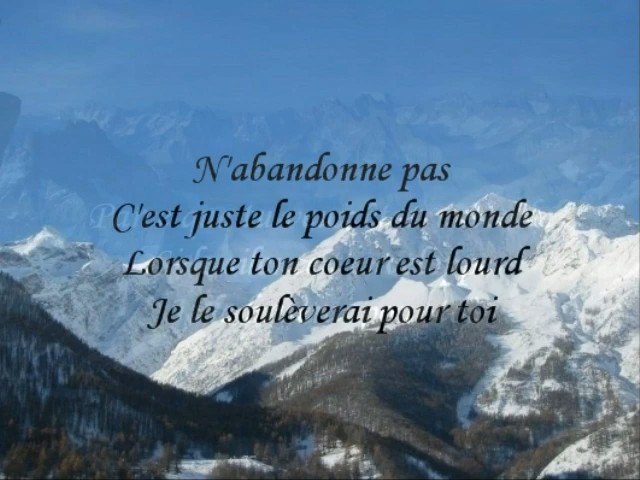 N'abandonne pas
C'est juste le poids du monde
Lorsque ton coeur est lourd
Je le soulèverai pour toi